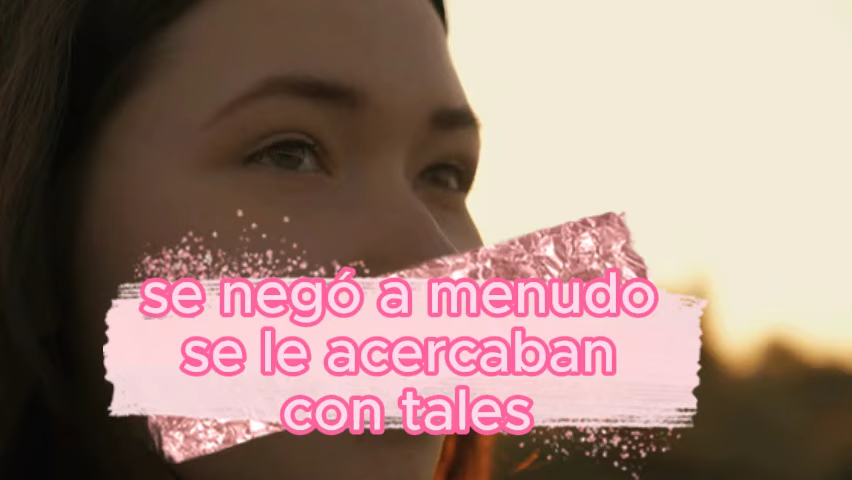 se negó a menudo
se le acercaban
con tales